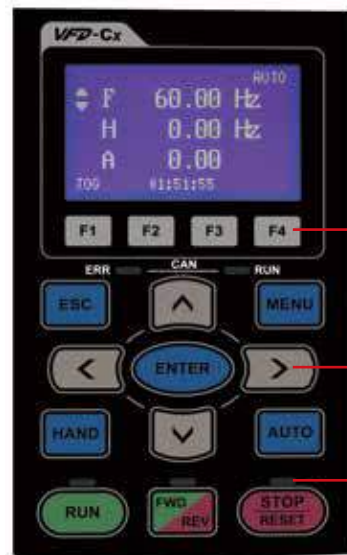 VFD-Cx
AUTO
F 60.00 Hz
H 0.00 Hz
A 0.00
TOG 01:51:55
F1 F2 F3 F4
ERR CAN RUN
ESC MENU
ENTER
HAND AUTO
RUN FWD REV STOP RESET